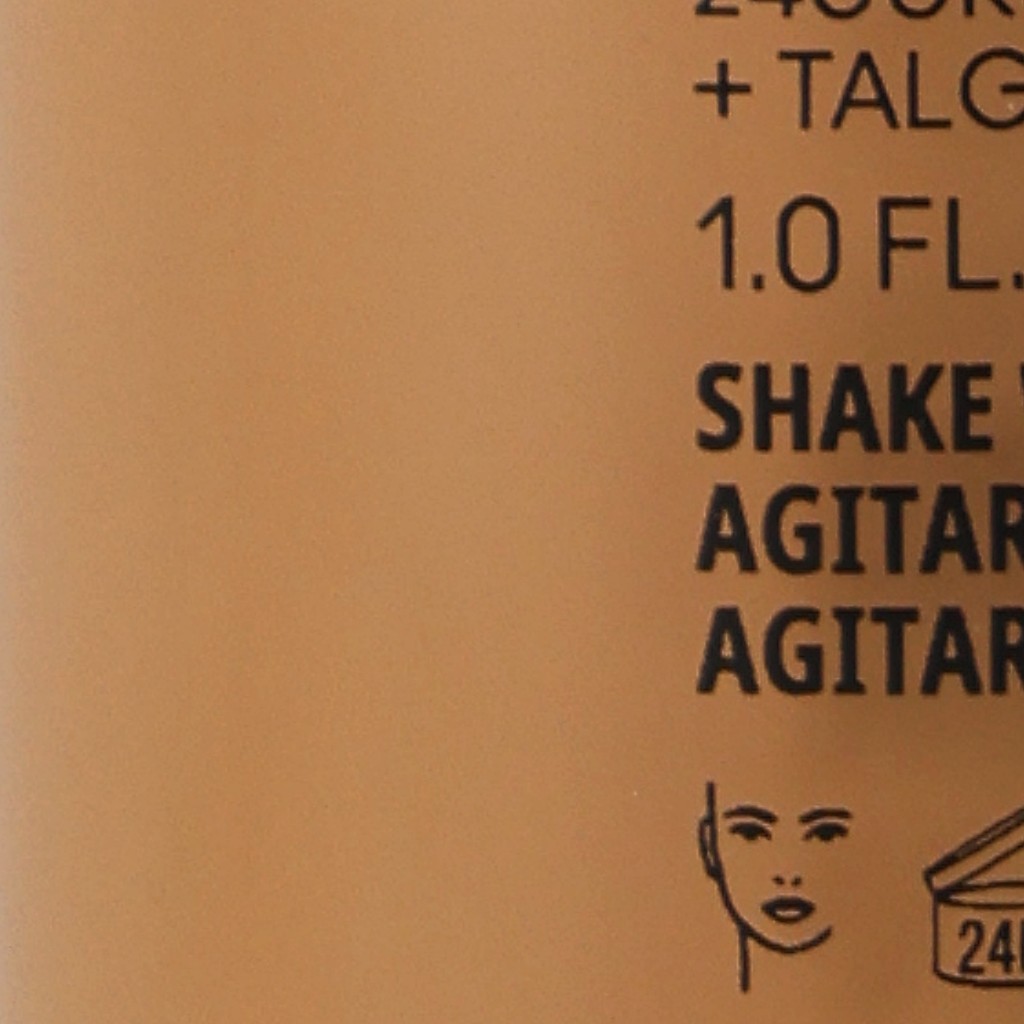 + TALG
1.0 FL.
SHAKE
AGITAR
AGITAR
24